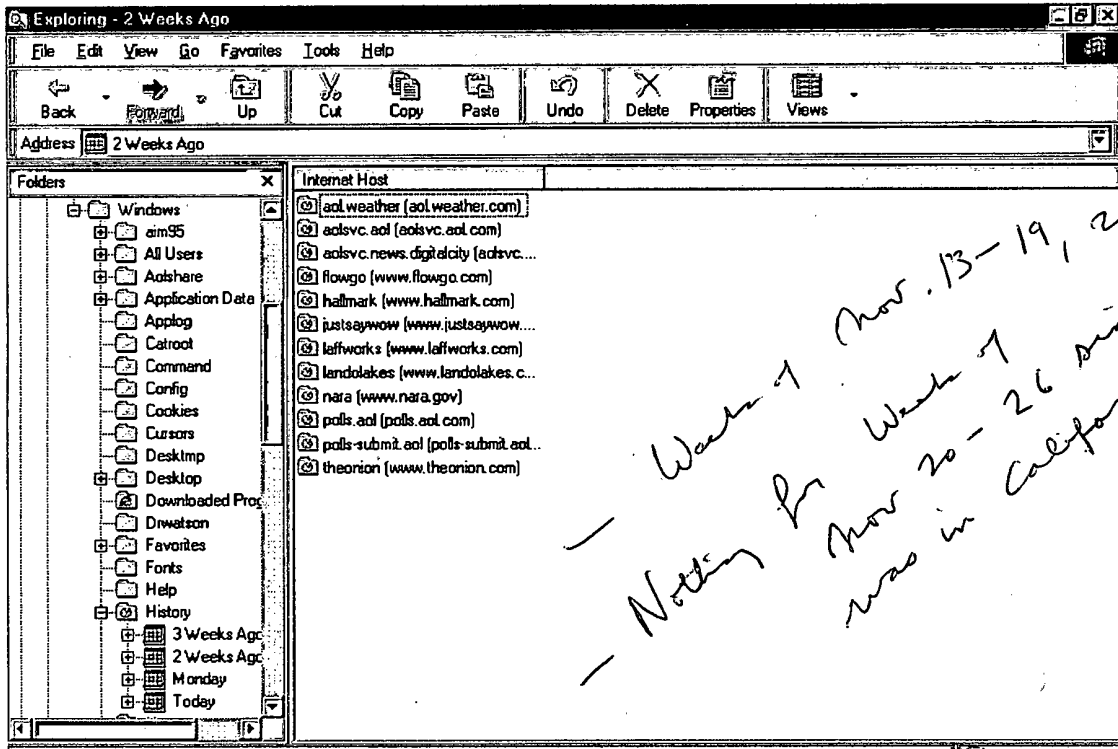 Exploring - 2 Weeks Ago
File Edit View Go Favorites Tools Help
Back Forward Up Cut Copy Paste Undo Delete Properties Views
Address 2 Weeks Ago
Folders
Windows
aim95
All Users
Aolshare
Application Data
Applog
Catroot
Command
Config
Cookies
Cursors
Desktmp
Desktop
Downloaded Prog
Drwatson
Favorites
Fonts
Help
History
3 Weeks Ago
2 Weeks Ago
Monday
Today
Internet Host
aol.weather (aol.weather.com)
aolsvc.aol (aolsvc.aol.com)
aolsvc.news.digitalcity (aolsvc....
flowgo (www.flowgo.com)
hallmark (www.hallmark.com)
justsaywow (www.justsaywow....
laffworks (www.laffworks.com)
landolakes (www.landolakes.c...
nara (www.nara.gov)
polls.aol (polls.aol.com)
polls-submit.aol (polls-submit.aol...
theonion (www.theonion.com)
— Week of Nov. 13 - 19, 2
— Nothing for Week of
Nov 20 - 26
was in Califo